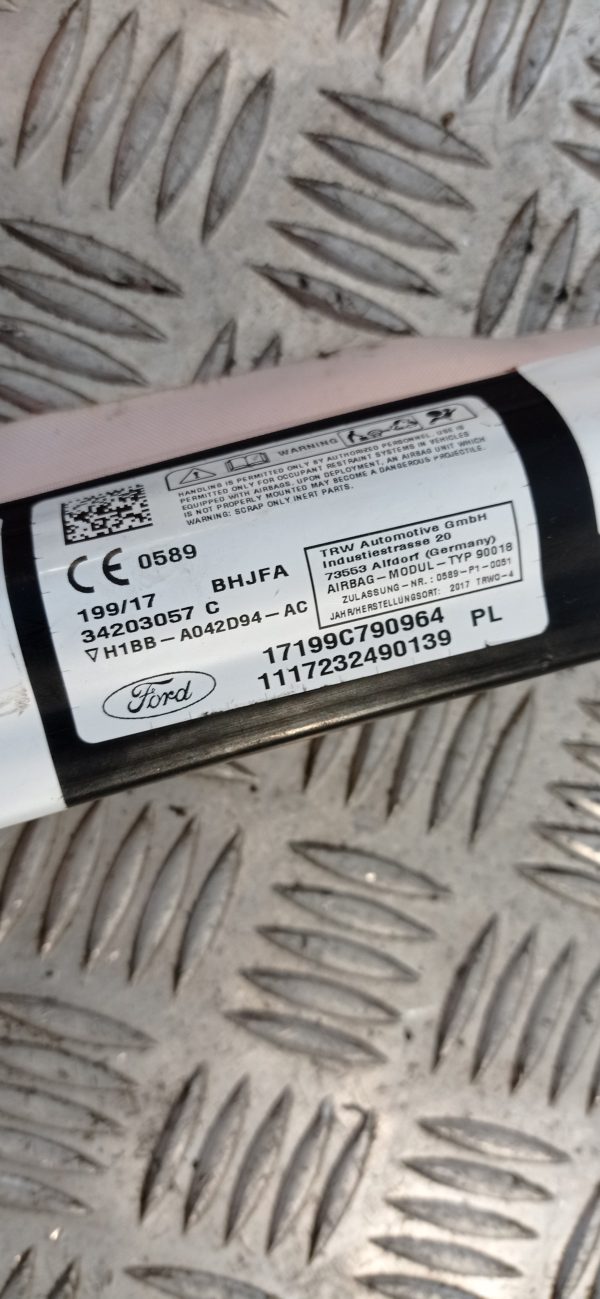 WARNING
HANDLING IS PERMITTED ONLY BY AUTHORIZED PERSONNEL. USE IS
PERMITTED ONLY FOR OCCUPANT RESTRAINT SYSTEMS IN VEHICLES
EQUIPPED WITH AIRBAGS. UPON DEPLOYMENT, AN AIRBAG UNIT WHICH
IS NOT PROPERLY MOUNTED MAY BECOME A DANGEROUS PROJECTILE.
WARNING: SCRAP ONLY INERT PARTS.
CE 0589
199/17 BHJFA
34203057 C
▽H1BB-A042D94-AC
TRW Automotive GmbH
Industiestrasse 20
73553 Alfdorf (Germany)
AIRBAG-MODUL-TYP 90018
ZULASSUNG-NR.: 0589-P1-0051
JAHR/HERSTELLUNGSORT: 2017 TRWO-4
17199C790964 PL
1117232490139
Ford